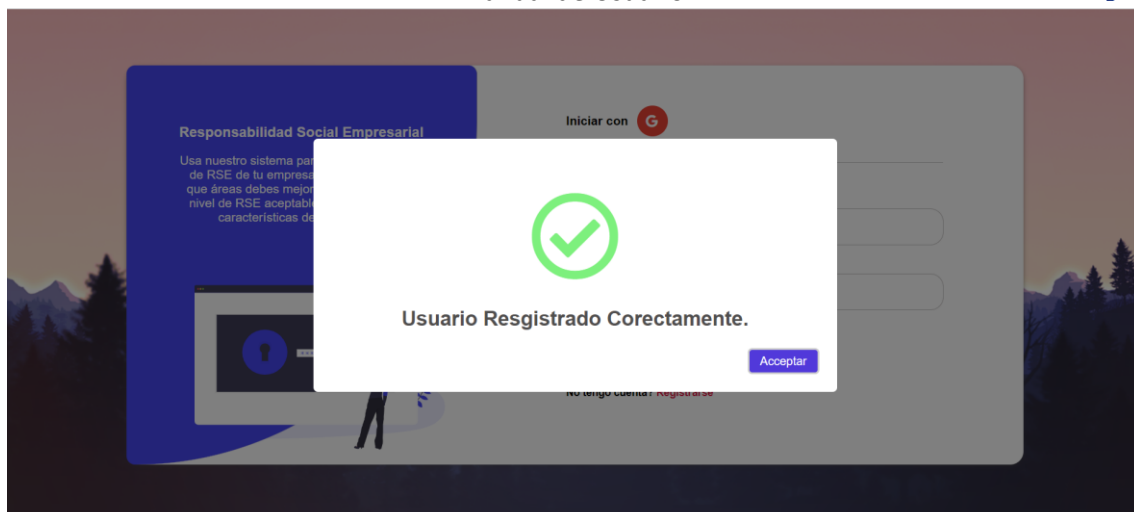 Responsabilidad Social Empresarial
Usa nuestro sistema par
de RSE de tu empresa
que áreas debes mejor
nivel de RSE aceptabl
características de
Iniciar con G
Usuario Resgistrado Corectamente.
Acceptar
No tengo cuenta? Registrarse